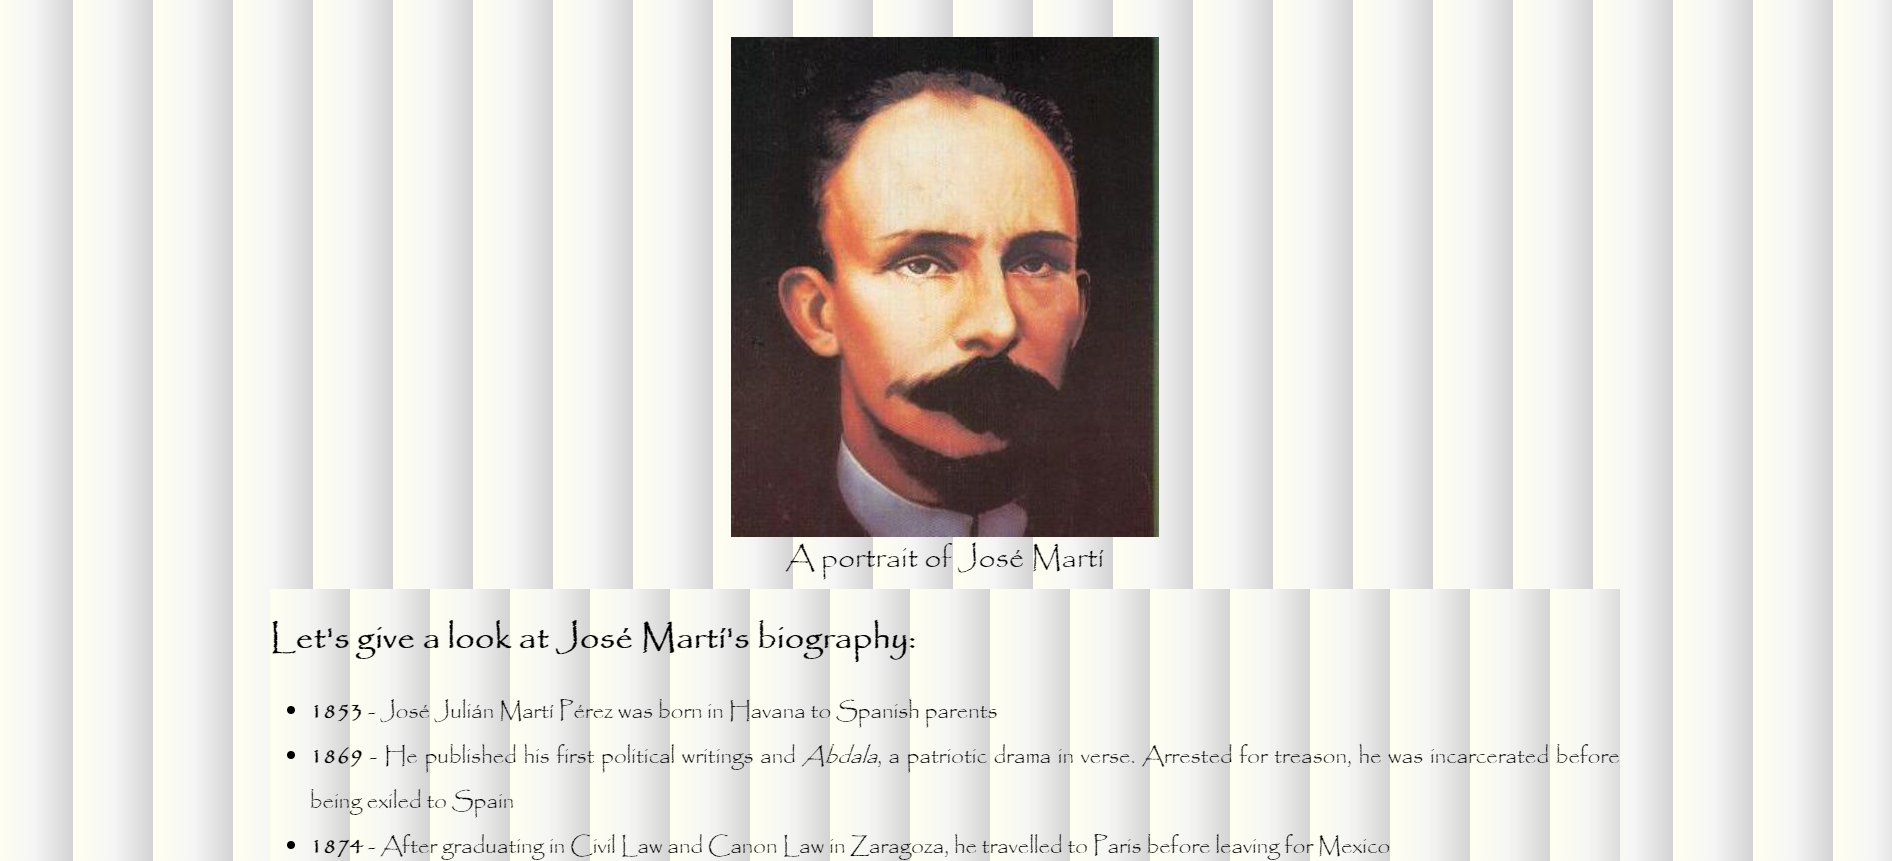 A portrait of José Martí
Let's give a look at José Martí's biography:
1853 - José Julián Martí Pérez was born in Havana to Spanish parents
1869 - He published his first political writings and Abdala, a patriotic drama in verse. Arrested for treason, he was incarcerated before
being exiled to Spain
1874 - After graduating in Civil Law and Canon Law in Zaragoza, he travelled to Paris before leaving for Mexico